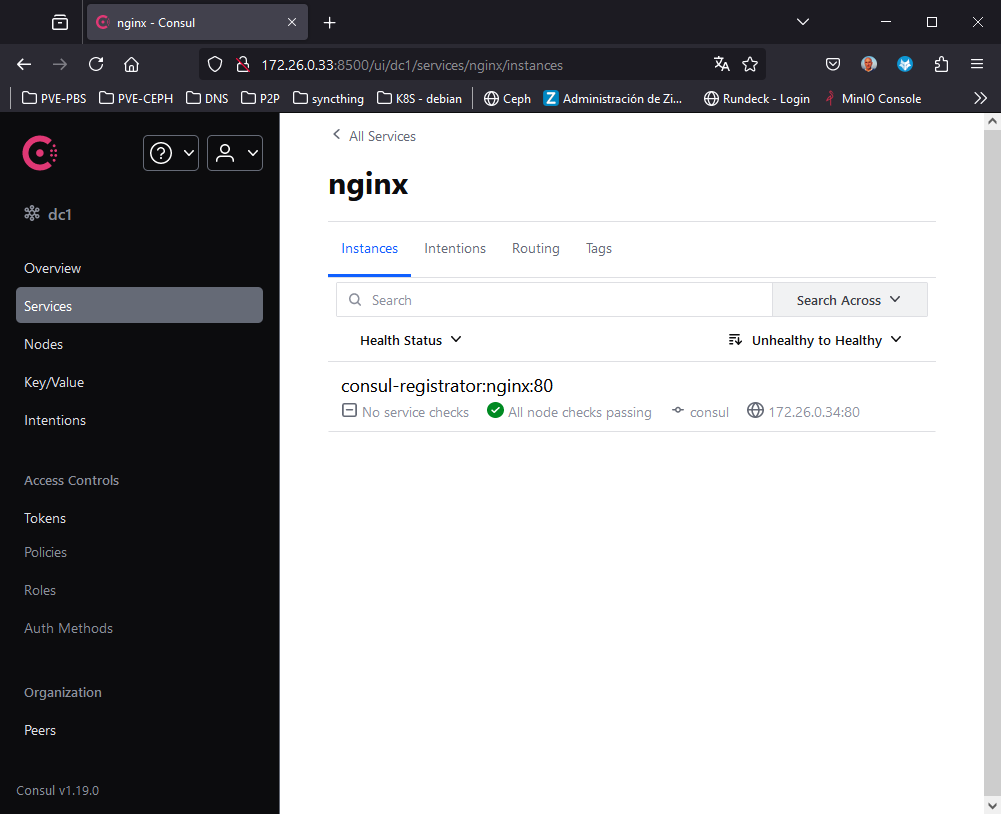 nginx - Consul
172.26.0.33:8500/ui/dc1/services/nginx/instances
PVE-PBS PVE-CEPH DNS P2P syncthing K8S - debian Ceph Z Administración de Zi... Rundeck - Login MinIO Console
dc1
Overview
Services
Nodes
Key/Value
Intentions
Access Controls
Tokens
Policies
Roles
Auth Methods
Organization
Peers
Consul v1.19.0
All Services
nginx
Instances Intentions Routing Tags
Search Search Across
Health Status Unhealthy to Healthy
consul-registrator:nginx:80
No service checks All node checks passing consul 172.26.0.34:80